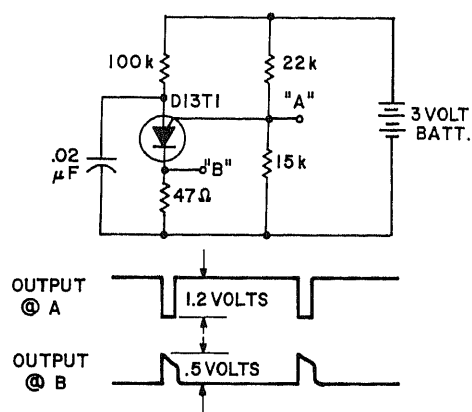 100k
22k
D13T1
"A"
3 VOLT
BATT.
.02
µF
"B"
15k
47Ω
OUTPUT
@ A
1.2 VOLTS
OUTPUT
@ B
.5 VOLTS